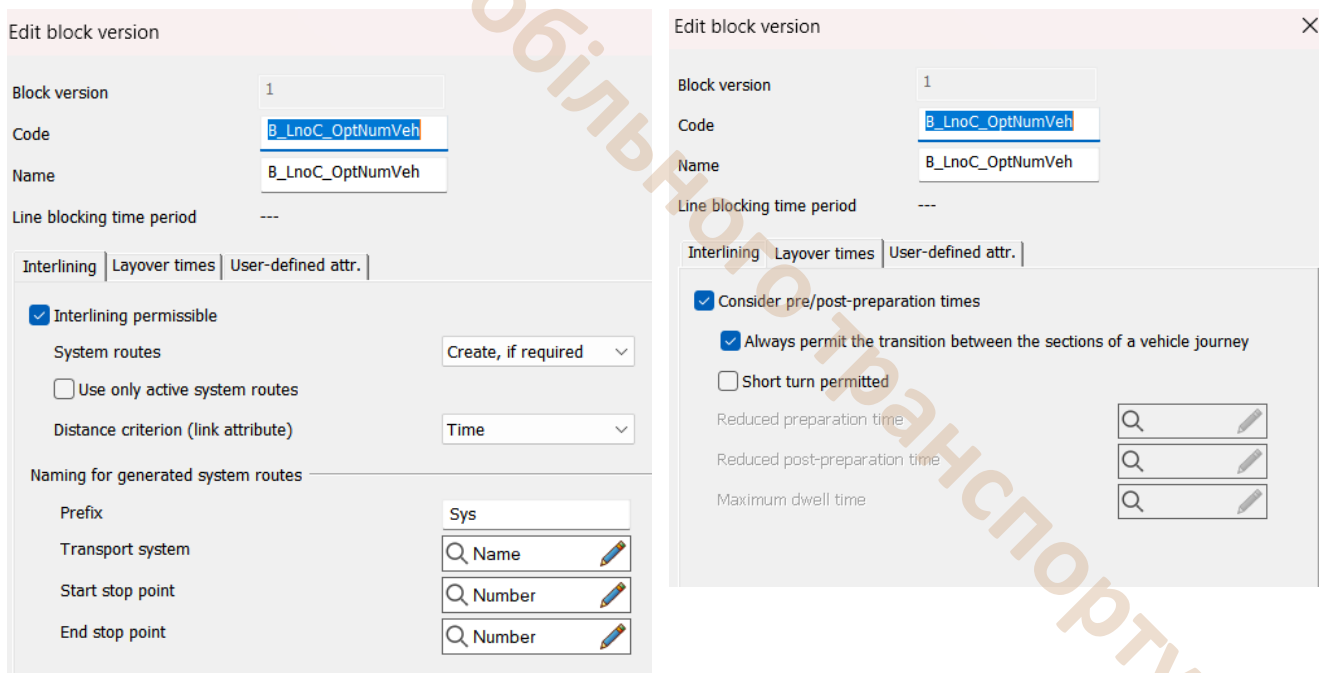 Edit block version
Block version 1
Code B_LnoC_OptNumVeh
Name B_LnoC_OptNumVeh
Line blocking time period ---
Interlining Layover times User-defined attr.
Interlining permissible
System routes Create, if required
Use only active system routes
Distance criterion (link attribute) Time
Naming for generated system routes
Prefix Sys
Transport system Name
Start stop point Number
End stop point Number
Edit block version
Block version 1
Code B_LnoC_OptNumVeh
Name B_LnoC_OptNumVeh
Line blocking time period ---
Interlining Layover times User-defined attr.
Consider pre/post-preparation times
Always permit the transition between the sections of a vehicle journey
Short turn permitted
Reduced preparation time
Reduced post-preparation time
Maximum dwell time
обільного транспорту